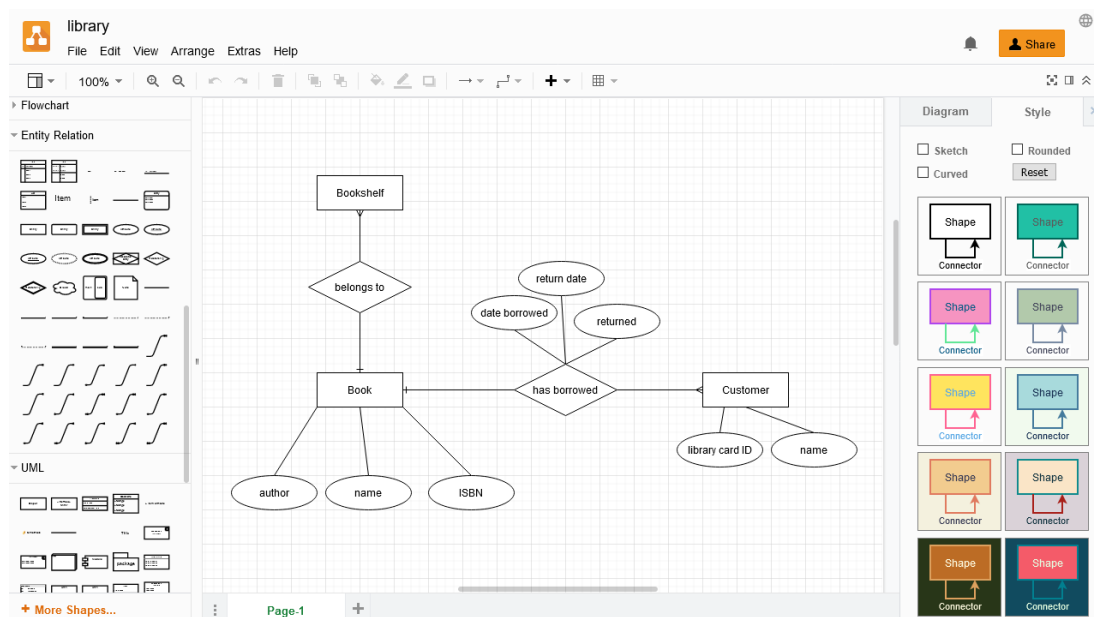 library
File Edit View Arrange Extras Help
Share
100%
Flowchart
Entity Relation
Item
UML
package
Title
+ More Shapes...
Bookshelf
belongs to
return date
date borrowed
returned
Book
has borrowed
Customer
library card ID
name
author
name
ISBN
Page-1
Diagram
Style
Sketch
Rounded
Curved
Reset
Shape
Shape
Connector
Connector
Shape
Shape
Connector
Connector
Shape
Shape
Connector
Connector
Shape
Shape
Connector
Connector
Shape
Shape
Connector
Connector